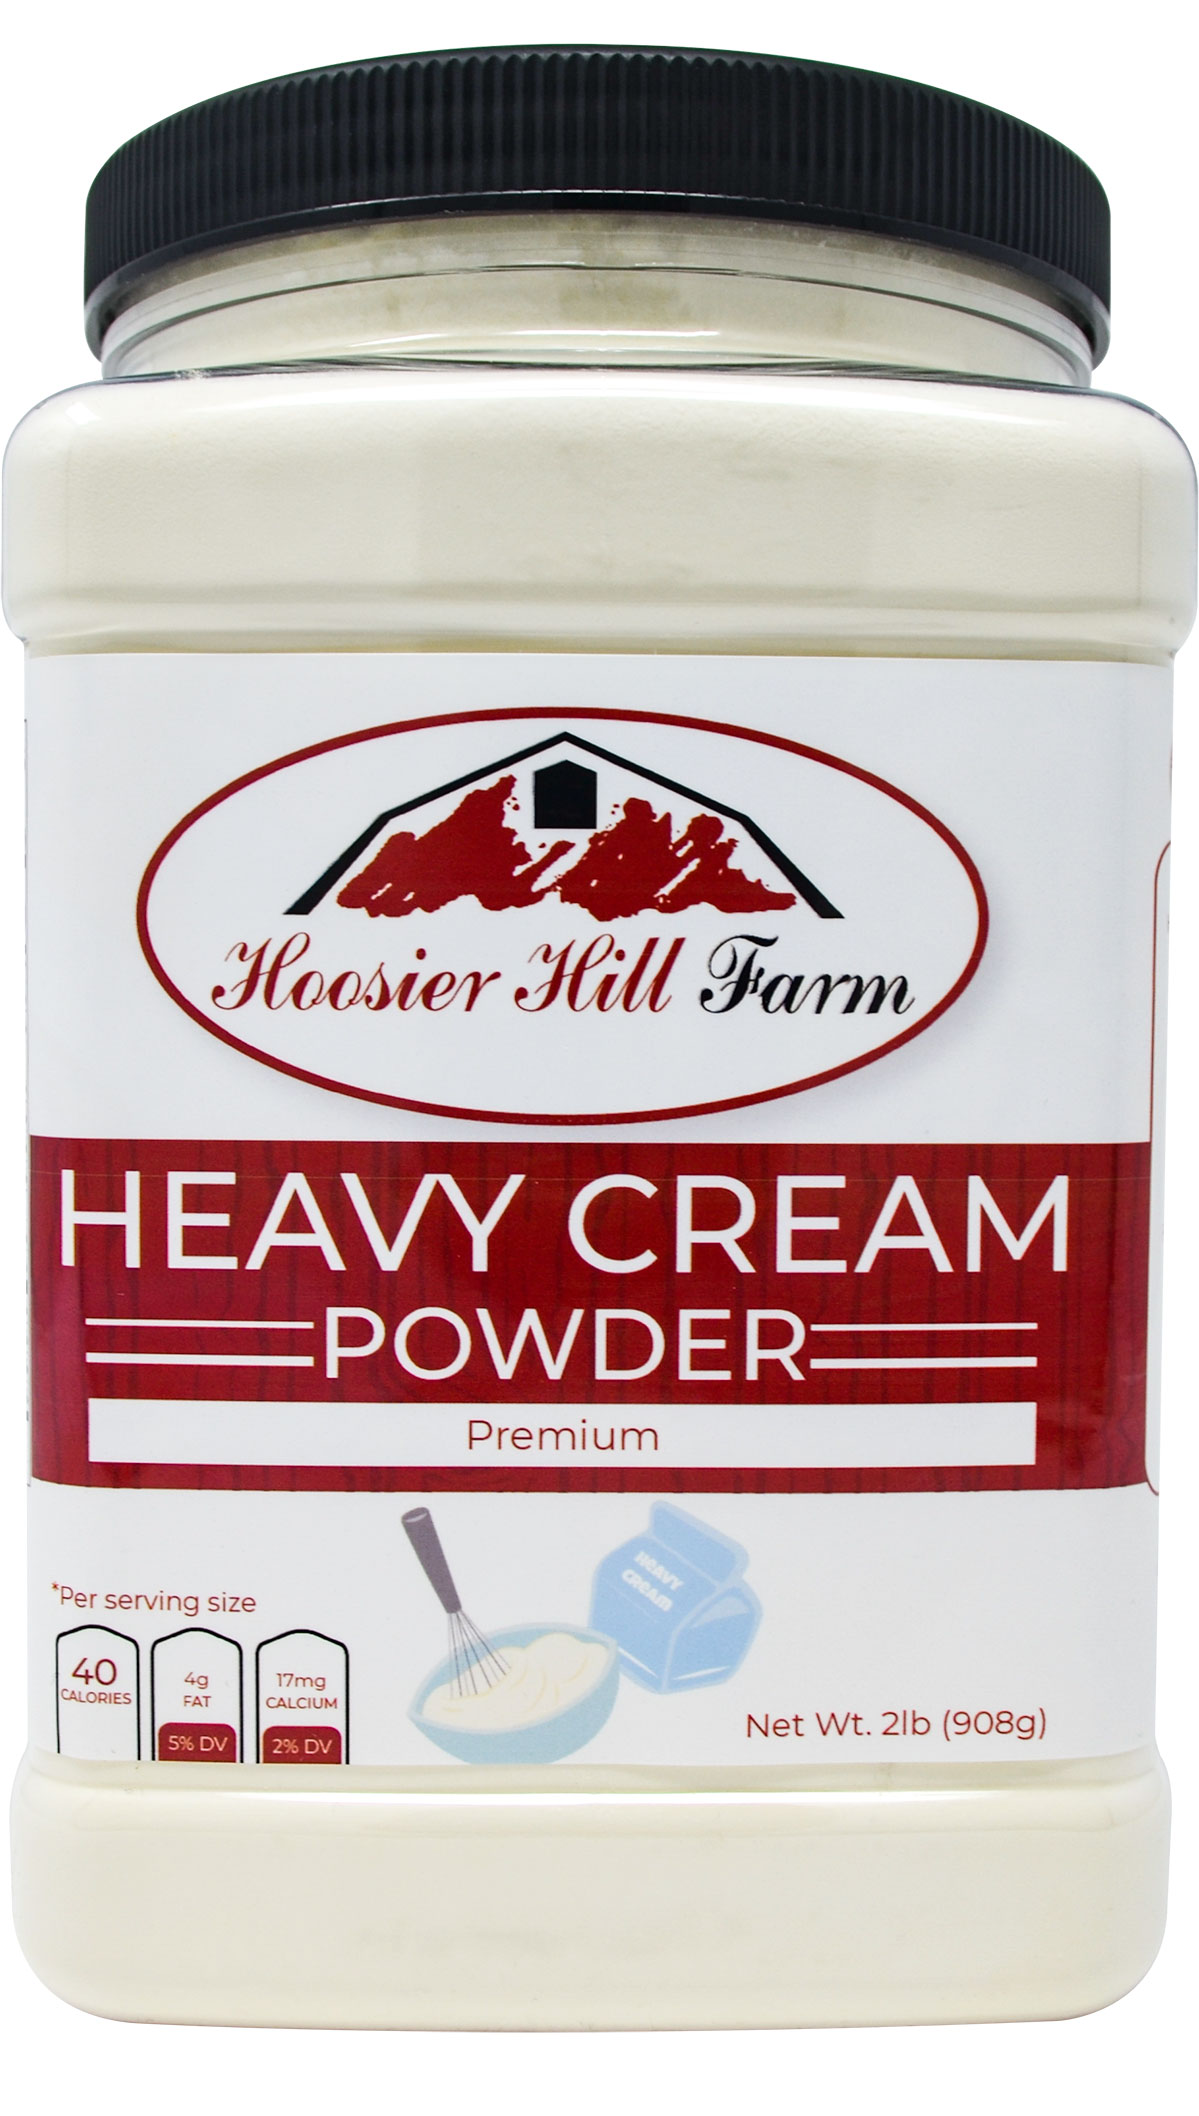 Hoosier Hill Farm
HEAVY CREAM
POWDER
Premium
HEAVY
CREAM
*Per serving size
40
CALORIES
4g
FAT
5% DV
17mg
CALCIUM
2% DV
Net Wt. 2lb (908g)